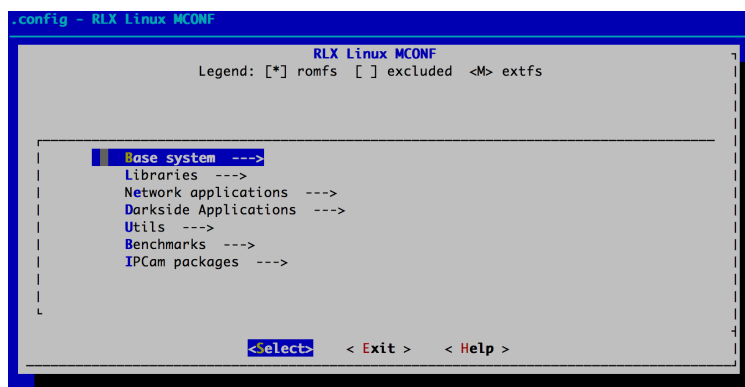 .config - RLX Linux MCONF
RLX Linux MCONF
Legend: [*] romfs [ ] excluded <M> extfs
Base system --->
Libraries --->
Network applications --->
Darkside Applications --->
Utils --->
Benchmarks --->
IPCam packages --->
<Select> < Exit > < Help >